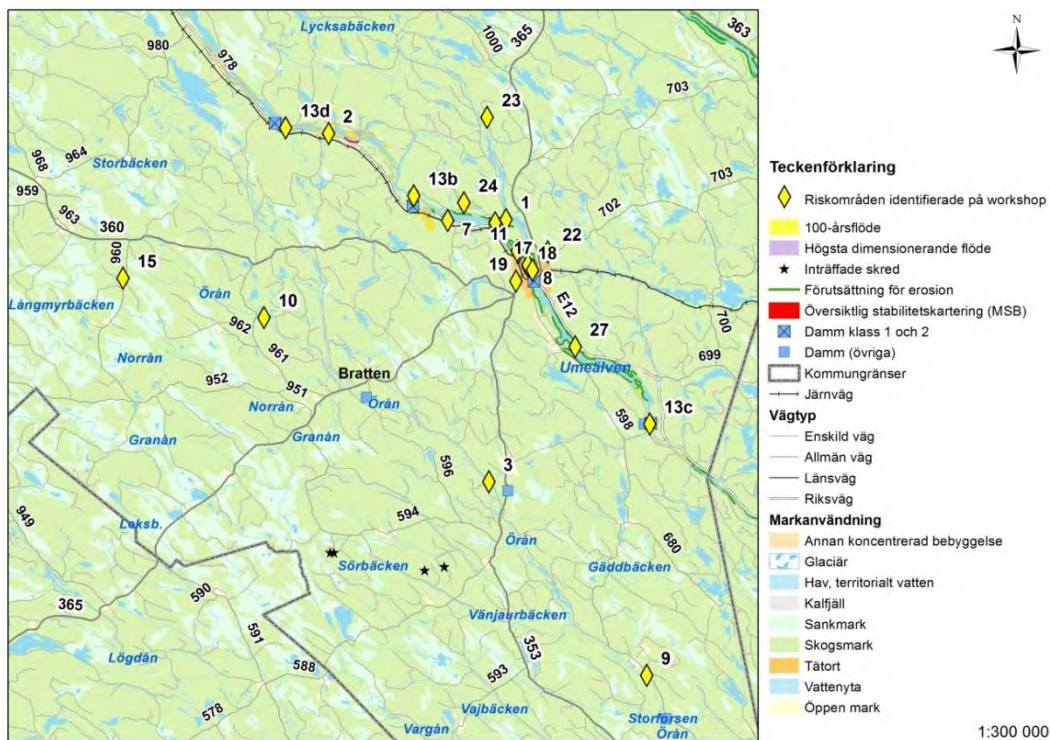 Lycksabäcken
1000
365
363
980
978
23
703
13d
2
968
964
Storbäcken
959
963
360
960
13b
24
1
703
702
7
11
22
17
18
19
8
15
Långmyrbäcken
Örån
10
962
961
E12
700
699
27
Umeälven
Norrån
952
951
Bratten
Norrån
Örån
598
13c
Granån
Granån
596
3
949
594
Leksb.
Örån
Sörbäcken
680
Gäddbäcken
590
365
591
Vänjaurbäcken
353
Lögdån
588
9
593
578
Vajbäcken
Vargån
Storforsen
Örån
N
Teckenförklaring
Riskområden identifierade på workshop
100-årsflöde
Högsta dimensionerande flöde
Inträffade skred
Förutsättning för erosion
Översiktlig stabilitetskartering (MSB)
Damm klass 1 och 2
Damm (övriga)
Kommungränser
Järnväg
Vägtyp
Enskild väg
Allmän väg
Länsväg
Riksväg
Markanvändning
Annan koncentrerad bebyggelse
Glaciär
Hav, territorialt vatten
Kalfjäll
Sankmark
Skogsmark
Tätort
Vattenyta
Öppen mark
1:300 000